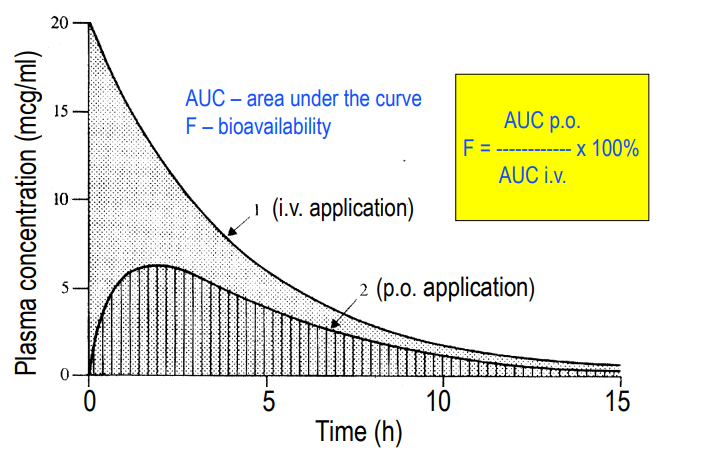 Plasma concentration (mcg/ml)
20
15
10
5
0
AUC – area under the curve
F – bioavailability
AUC p.o.
F = ------------ x 100%
AUC i.v.
1 (i.v. application)
2 (p.o. application)
0 5 10 15
Time (h)